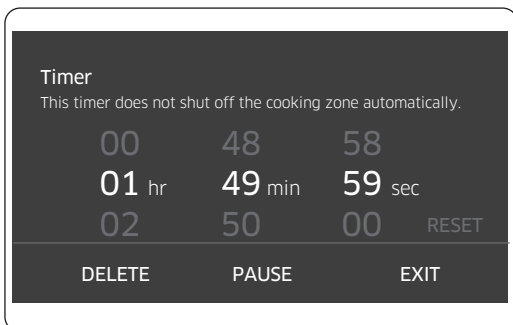 Timer
This timer does not shut off the cooking zone automatically.
00 48 58
01 hr 49 min 59 sec
02 50 00 RESET
DELETE PAUSE EXIT